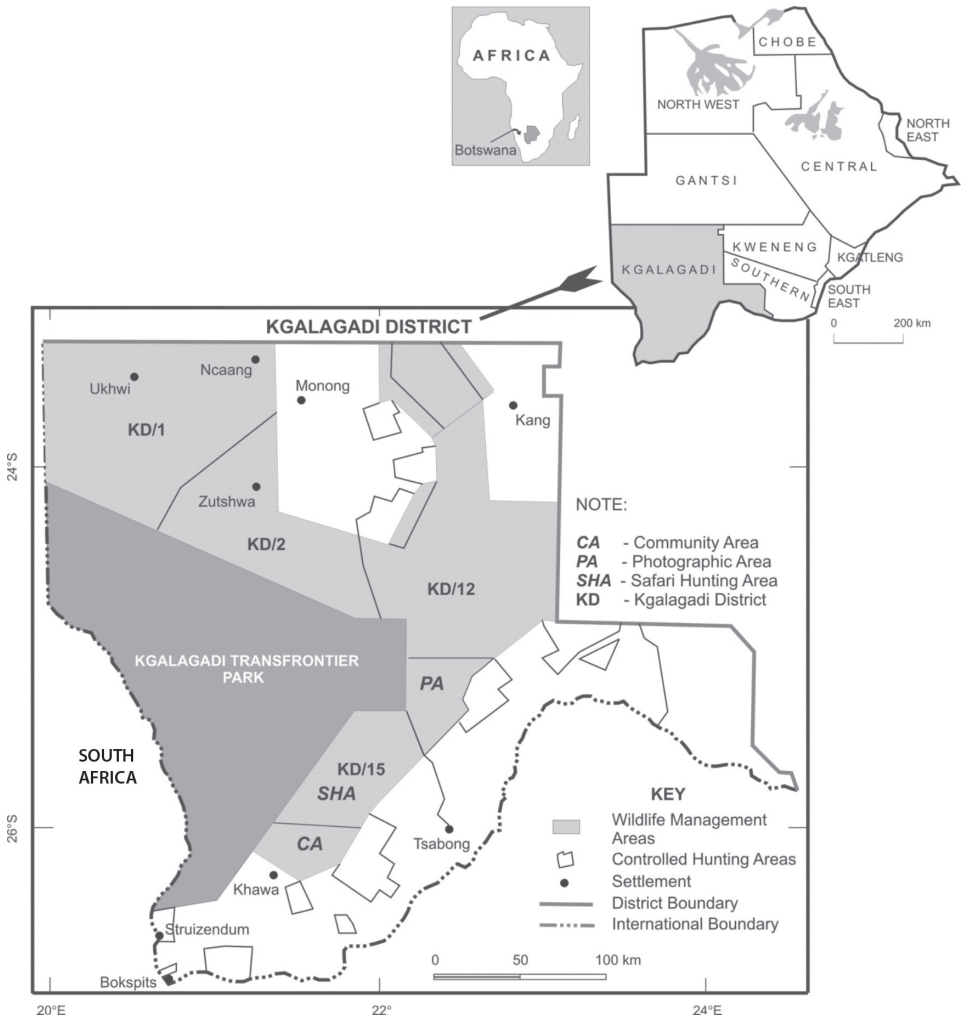 AFRICA
Botswana
CHOBE
NORTH WEST
NORTH
EAST
CENTRAL
GANTSI
KWENENG
KGATLENG
KGALAGADI
SOUTHERN
SOUTH
EAST
0 200 km
KGALAGADI DISTRICT
Ukhwi
Ncaang
Monong
Kang
KD/1
24°S
Zutshwa
KD/2
KD/12
NOTE:
CA - Community Area
PA - Photographic Area
SHA - Safari Hunting Area
KD - Kgalagadi District
KGALAGADI TRANSFRONTIER
PARK
PA
SOUTH
AFRICA
KD/15
SHA
CA
26°S
Tsabong
Khawa
Struizendum
Bokspits
KEY
Wildlife Management
Areas
Controlled Hunting Areas
Settlement
District Boundary
International Boundary
0 50 100 km
20°E 22° 24°E